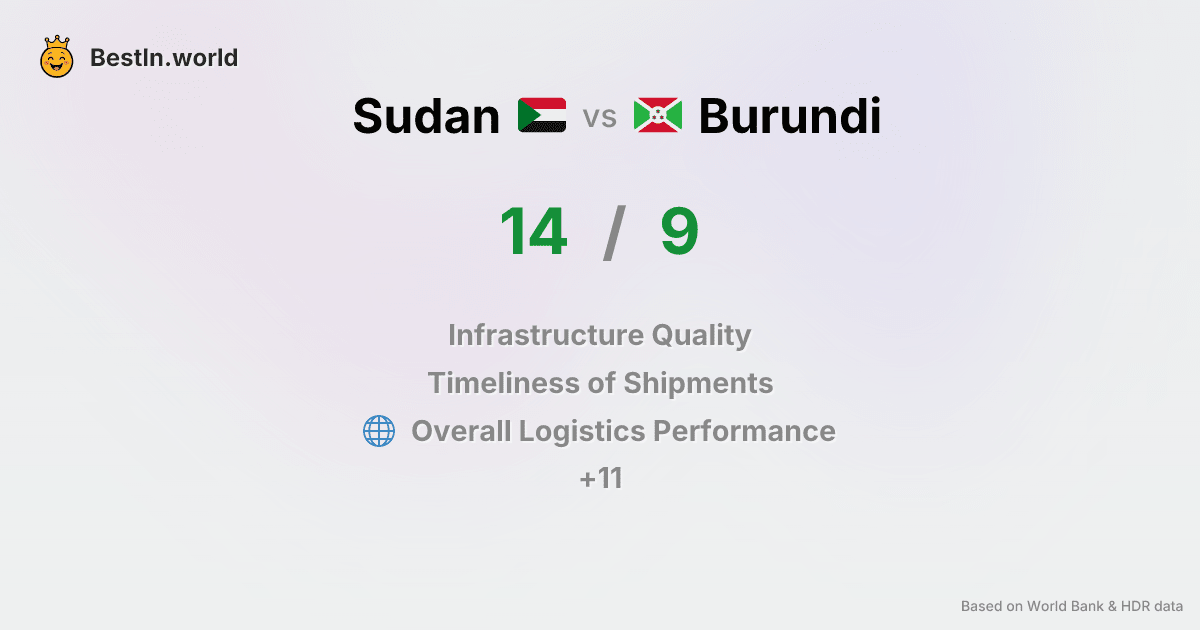 BestIn.world
Sudan vs Burundi
14 / 9
Infrastructure Quality
Timeliness of Shipments
Overall Logistics Performance
+11
Based on World Bank & HDR data